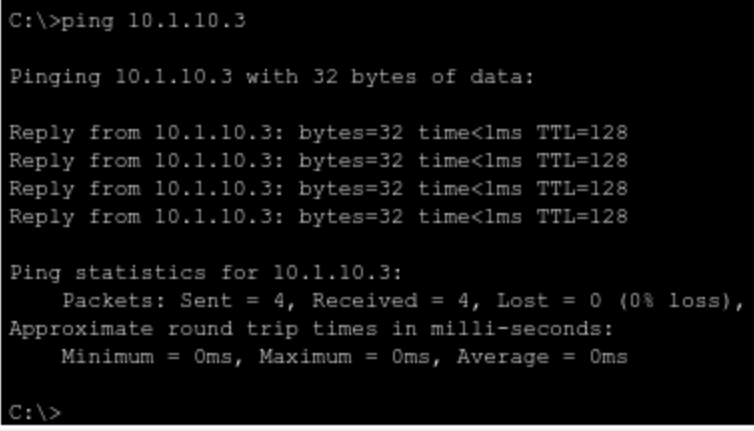 C:\>ping 10.1.10.3
Pinging 10.1.10.3 with 32 bytes of data:
Reply from 10.1.10.3: bytes=32 time<1ms TTL=128
Reply from 10.1.10.3: bytes=32 time<1ms TTL=128
Reply from 10.1.10.3: bytes=32 time<1ms TTL=128
Reply from 10.1.10.3: bytes=32 time<1ms TTL=128
Ping statistics for 10.1.10.3:
    Packets: Sent = 4, Received = 4, Lost = 0 (0% loss),
Approximate round trip times in milli-seconds:
    Minimum = 0ms, Maximum = 0ms, Average = 0ms
C:\>